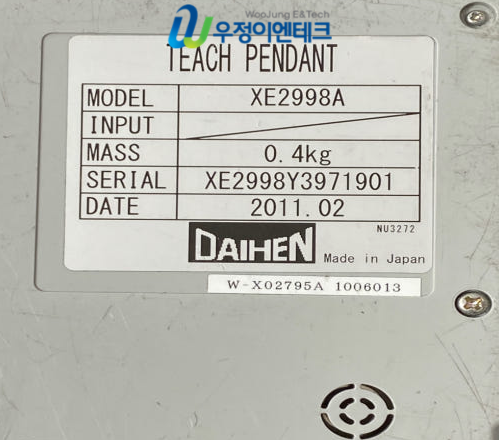 WooJung E&Tech
우정이엔테크
TEACH PENDANT
MODEL XE2998A
INPUT
MASS 0.4kg
SERIAL XE2998Y3971901
DATE 2011.02
NU3272
DAIHEN Made in Japan
W-X02795A 1006013